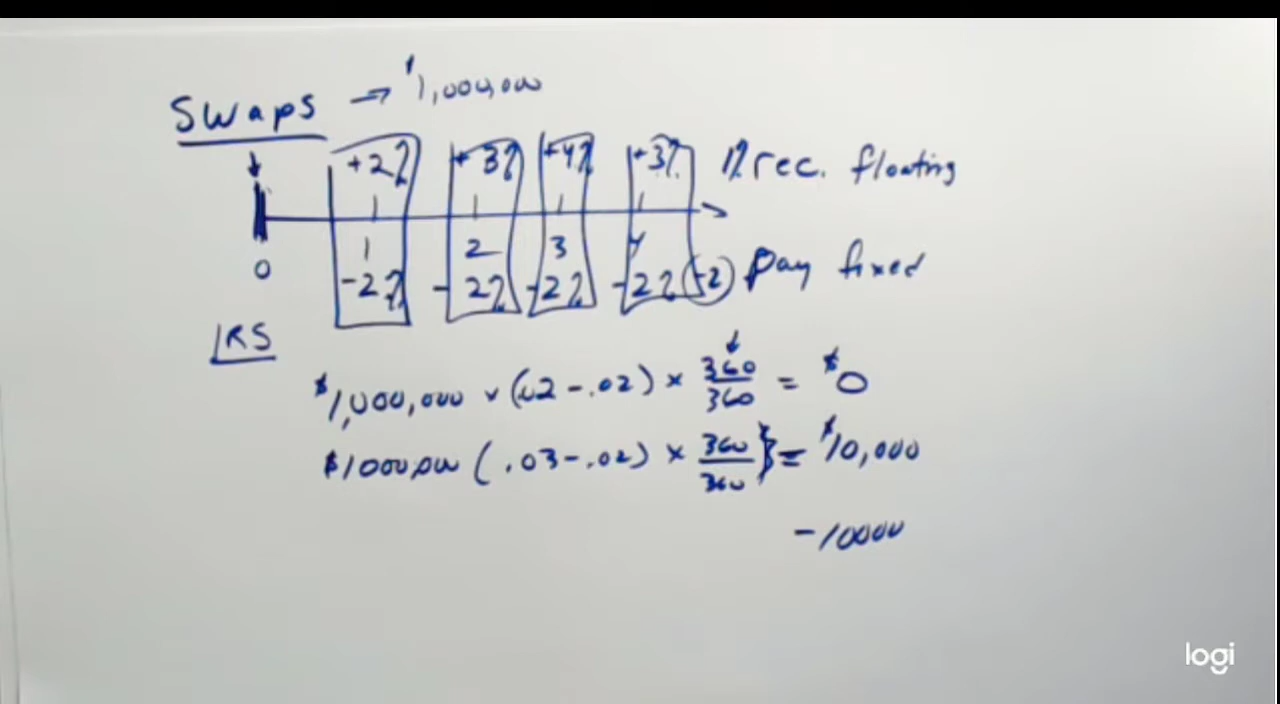 SWaps → $1,000,000
+2% +3% +4% +3% 1% rec. floating
0 1 2 3 4
-2% -2% -2% -2% -2 pay fixed
IRS
$1,000,000 × (.02 - .02) × 360/360 = $0
$1000,000 (.03 - .02) × 360/360 } = $10,000
-10000
logi